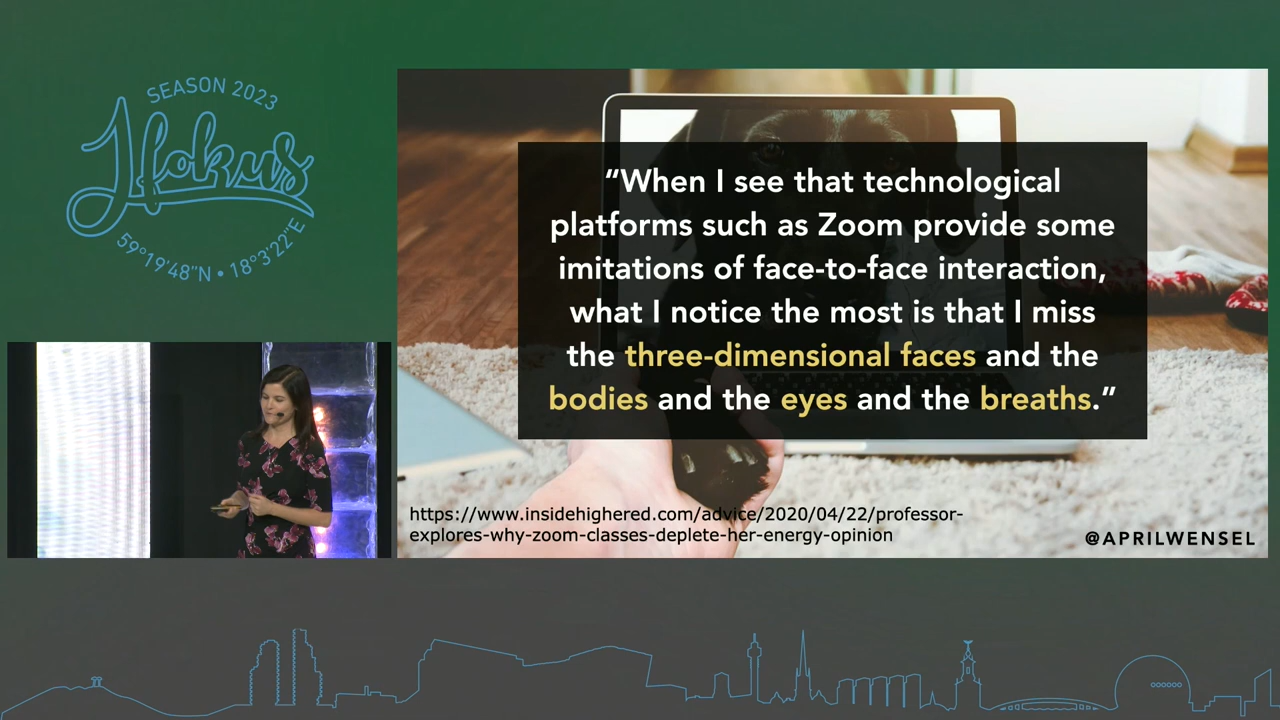 SEASON 2023
Hokus
59°19'48"N • 18°3'22"E
“When I see that technological
platforms such as Zoom provide some
imitations of face-to-face interaction,
what I notice the most is that I miss
the three-dimensional faces and the
bodies and the eyes and the breaths.”
https://www.insidehighered.com/advice/2020/04/22/professor-
explores-why-zoom-classes-deplete-her-energy-opinion
@APRILWENSEL